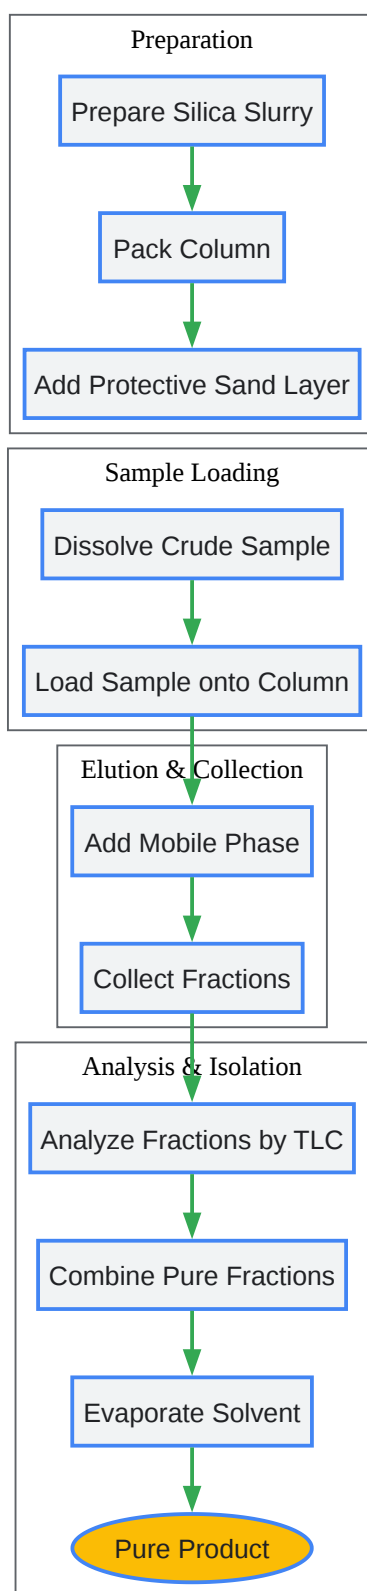 Preparation
Prepare Silica Slurry
Pack Column
Add Protective Sand Layer
Sample Loading
Dissolve Crude Sample
Load Sample onto Column
Elution & Collection
Add Mobile Phase
Collect Fractions
Analysis & Isolation
Analyze Fractions by TLC
Combine Pure Fractions
Evaporate Solvent
Pure Product